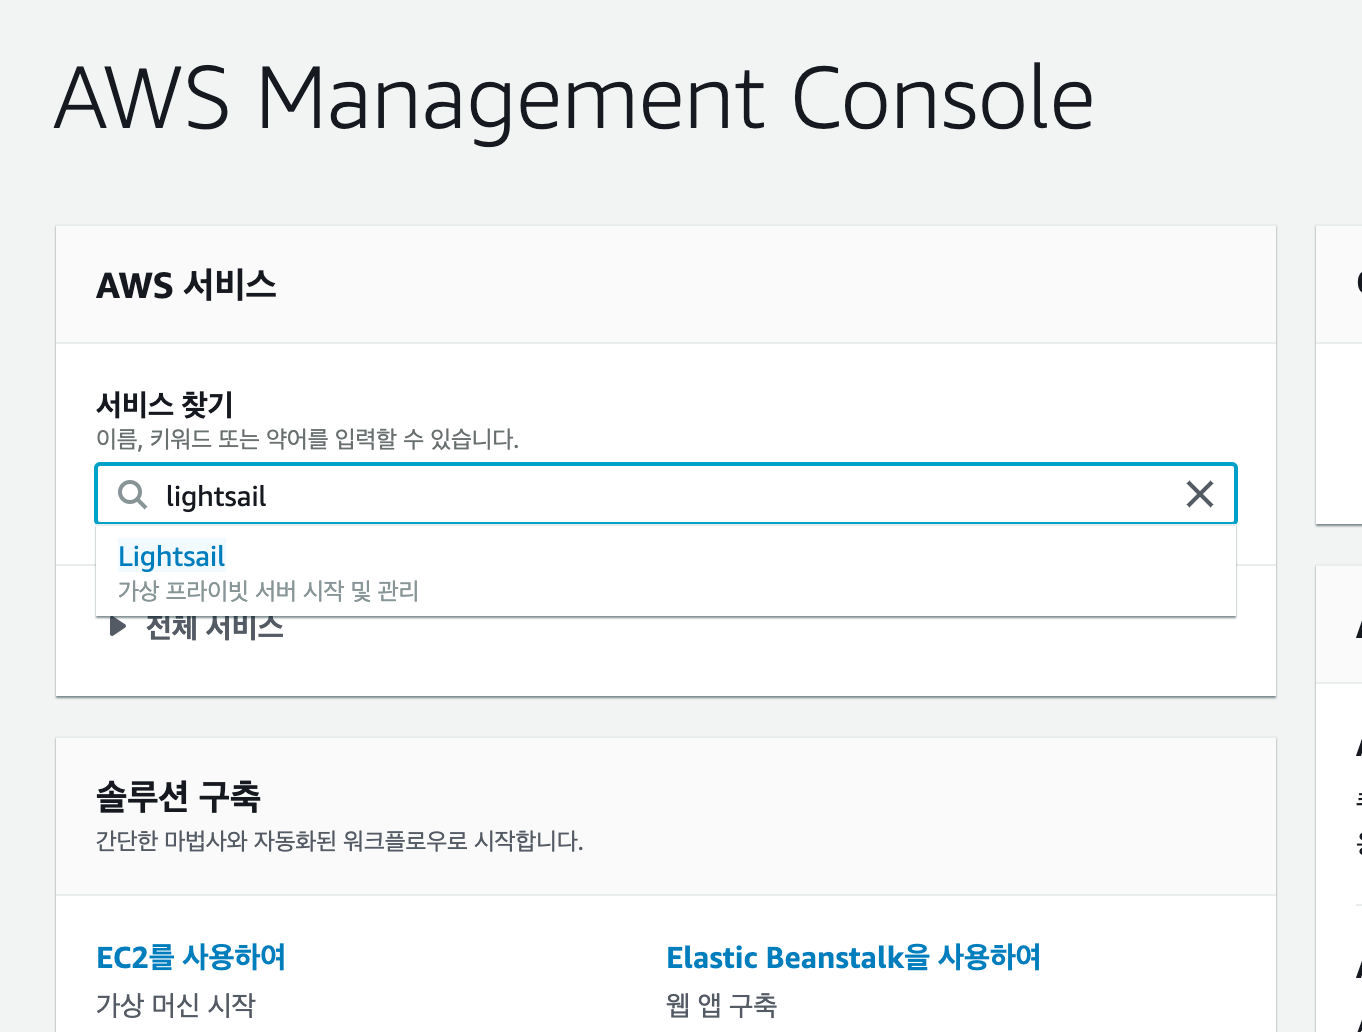 AWS Management Console
AWS 서비스
서비스 찾기
이름, 키워드 또는 약어를 입력할 수 있습니다.
lightsail
Lightsail
가상 프라이빗 서버 시작 및 관리
전체 서비스
솔루션 구축
간단한 마법사와 자동화된 워크플로우로 시작합니다.
EC2를 사용하여
가상 머신 시작
Elastic Beanstalk을 사용하여
웹 앱 구축